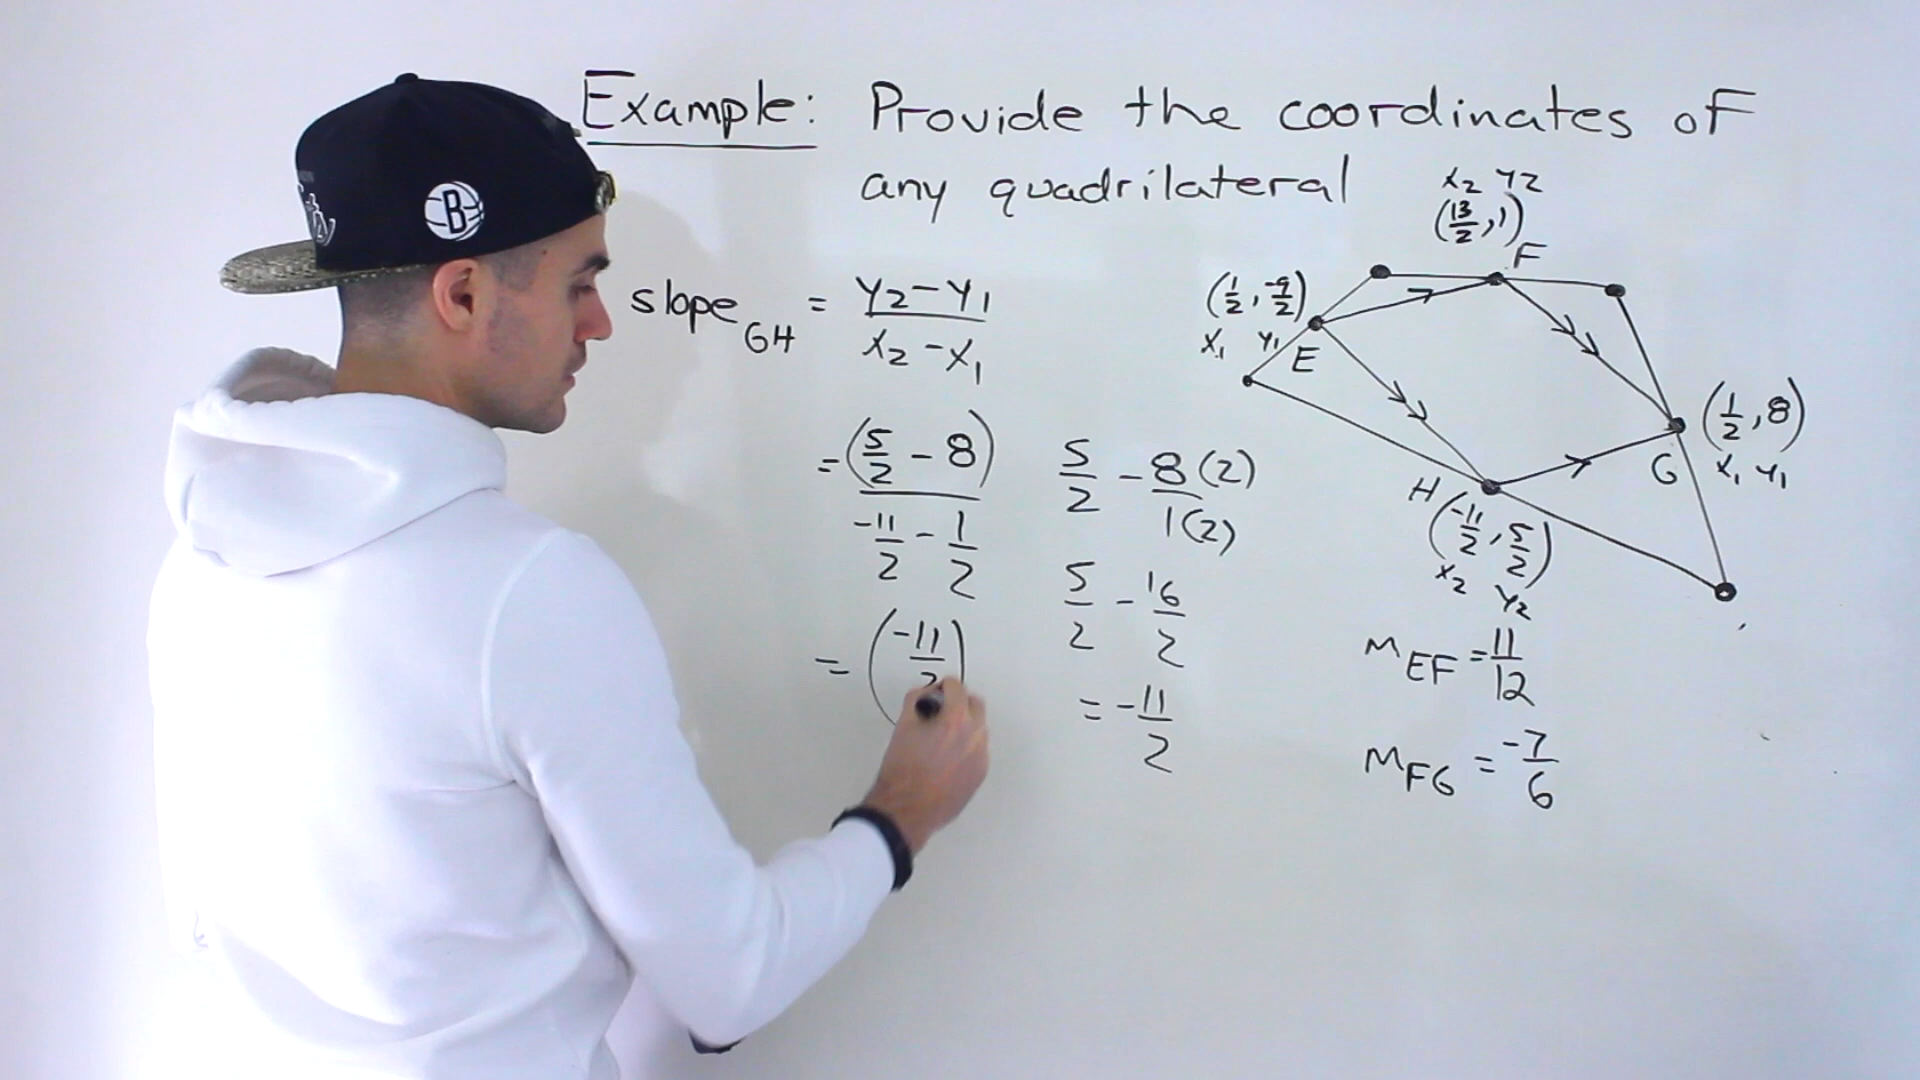 Example: Provide the coordinates of
any quadrilateral
slope GH = y2 - y1 / x2 - x1
= (5/2 - 8) / -11/2 - 1/2
= (-11/2)
5/2 - 8(2)/1(2)
5/2 - 16/2
= -11/2
x2 y2
(13/2, 1)
F
(1/2, -9/2)
x1 y1
E
(1/2, 8)
x1 y1
G
H (-11/2, 5/2)
x2 y2
mEF = 11/12
mFG = -7/6
B